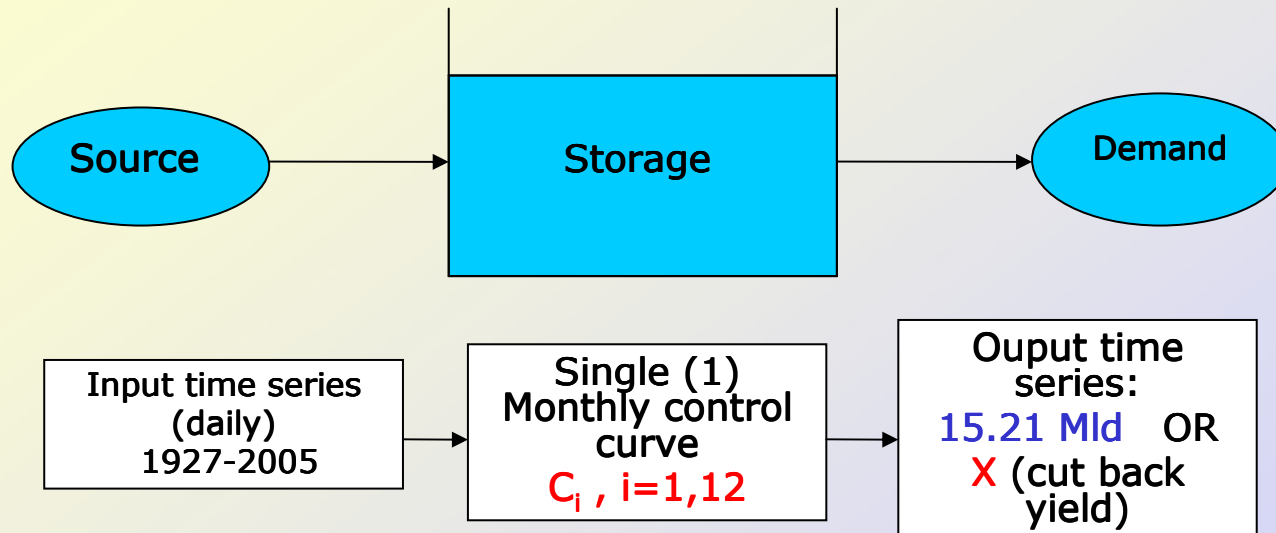 Source
Storage
Demand
Input time series
(daily)
1927-2005
Single (1)
Monthly control
curve
Ci , i=1,12
Ouput time
series:
15.21 Mld OR
X (cut back
yield)